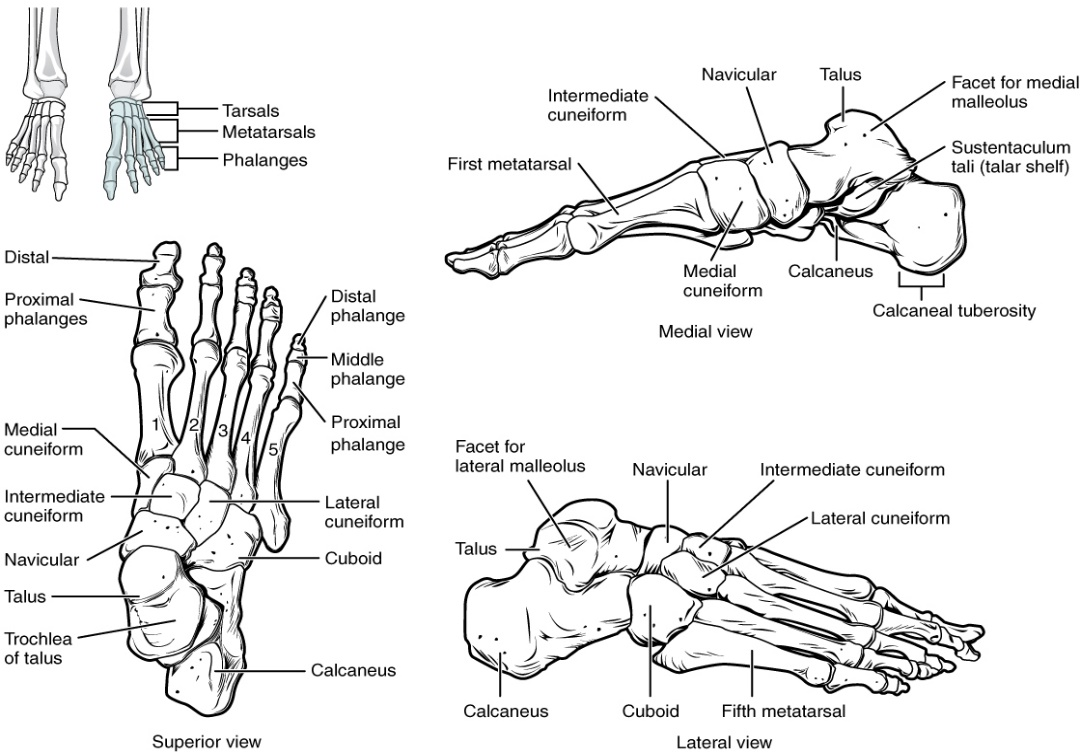 Tarsals
Metatarsals
Phalanges
Distal
Proximal
phalanges
Distal
phalange
Middle
phalange
Proximal
phalange
1
2
3
4
5
Medial
cuneiform
Intermediate
cuneiform
Lateral
cuneiform
Navicular
Cuboid
Talus
Trochlea
of talus
Calcaneus
Superior view
Navicular
Talus
Intermediate
cuneiform
Facet for medial
malleolus
First metatarsal
Sustentaculum
tali (talar shelf)
Medial
cuneiform
Calcaneus
Calcaneal tuberosity
Medial view
Facet for
lateral malleolus
Navicular
Intermediate cuneiform
Lateral cuneiform
Talus
Calcaneus
Cuboid
Fifth metatarsal
Lateral view